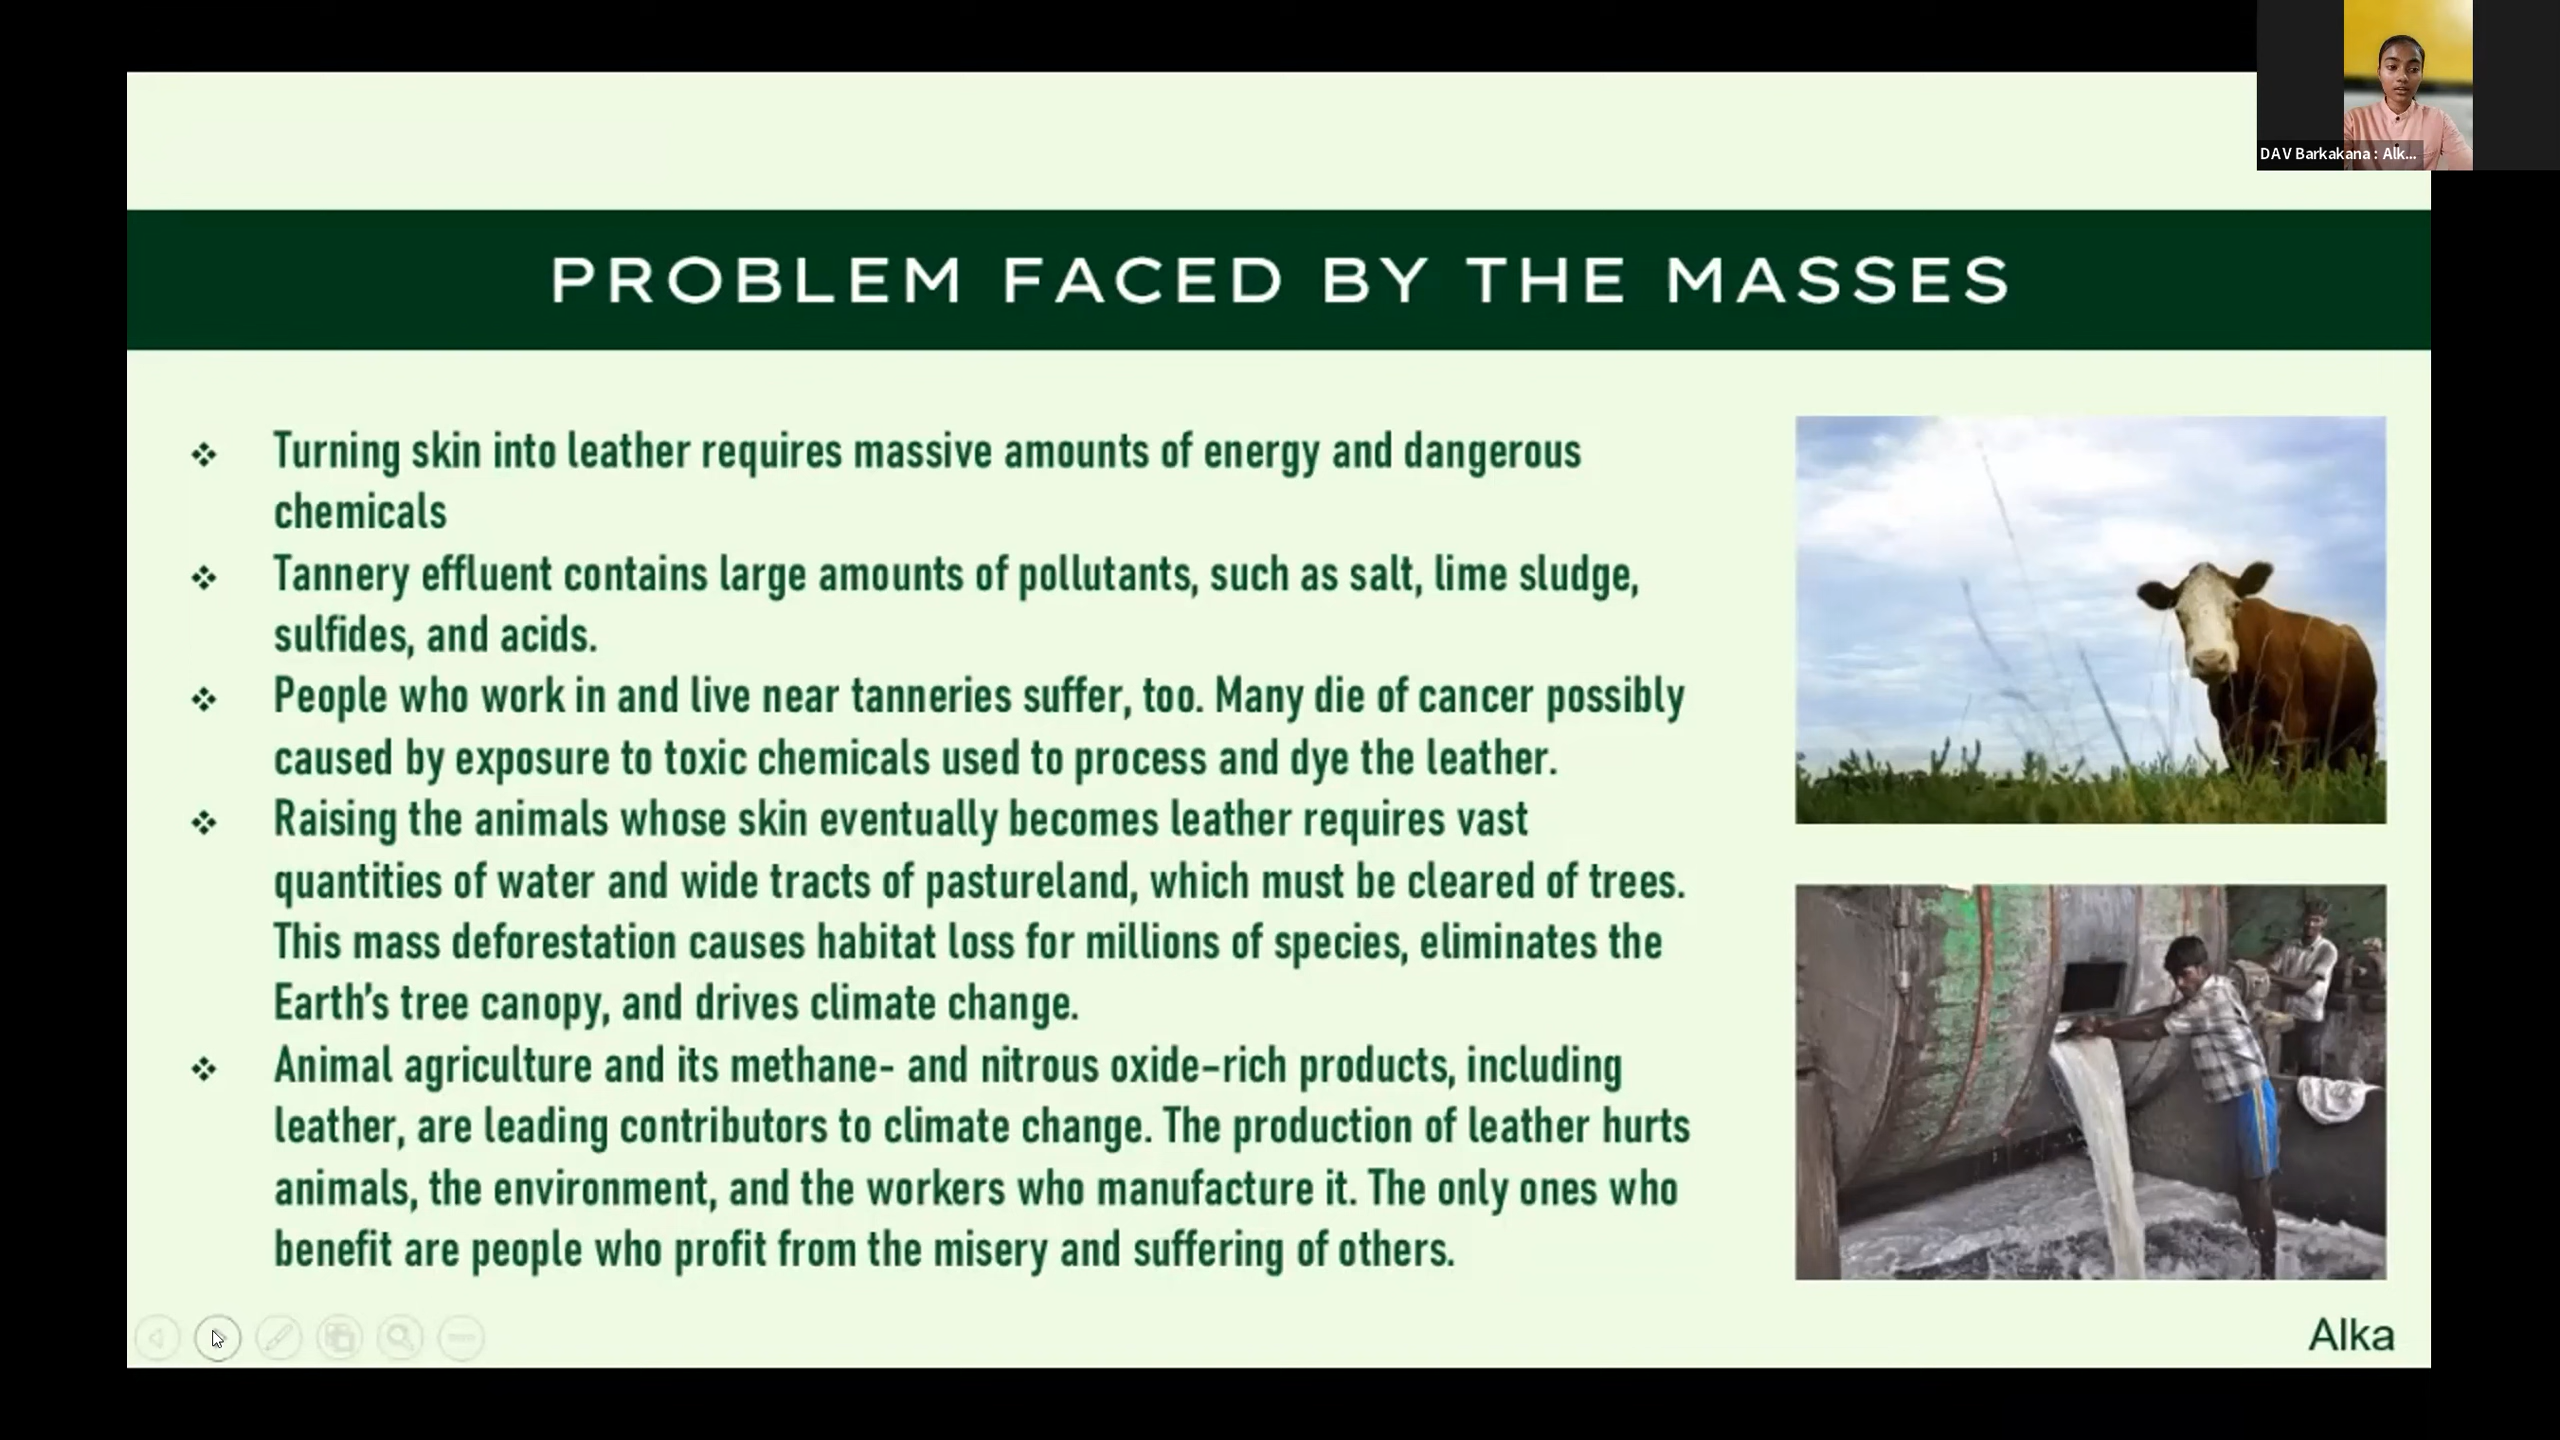 DAV Barkakana : Alk...
PROBLEM FACED BY THE MASSES
❖ Turning skin into leather requires massive amounts of energy and dangerous
chemicals
❖ Tannery effluent contains large amounts of pollutants, such as salt, lime sludge,
sulfides, and acids.
❖ People who work in and live near tanneries suffer, too. Many die of cancer possibly
caused by exposure to toxic chemicals used to process and dye the leather.
❖ Raising the animals whose skin eventually becomes leather requires vast
quantities of water and wide tracts of pastureland, which must be cleared of trees.
This mass deforestation causes habitat loss for millions of species, eliminates the
Earth's tree canopy, and drives climate change.
❖ Animal agriculture and its methane- and nitrous oxide–rich products, including
leather, are leading contributors to climate change. The production of leather hurts
animals, the environment, and the workers who manufacture it. The only ones who
benefit are people who profit from the misery and suffering of others.
Alka